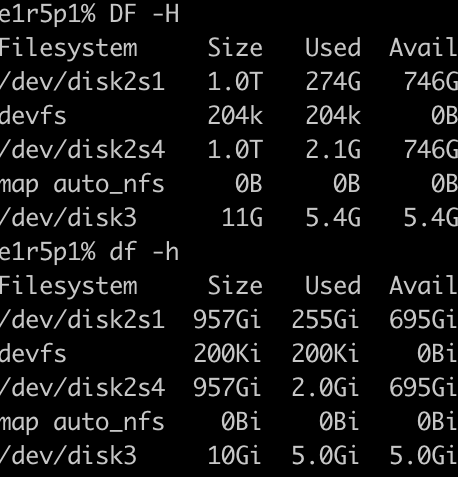 e1r5p1% DF -H
Filesystem Size Used Avail
/dev/disk2s1 1.0T 274G 746G
devfs 204k 204k 0B
/dev/disk2s4 1.0T 2.1G 746G
map auto_nfs 0B 0B 0B
/dev/disk3 11G 5.4G 5.4G
e1r5p1% df -h
Filesystem Size Used Avail
/dev/disk2s1 957Gi 255Gi 695Gi
devfs 200Ki 200Ki 0Bi
/dev/disk2s4 957Gi 2.0Gi 695Gi
map auto_nfs 0Bi 0Bi 0Bi
/dev/disk3 10Gi 5.0Gi 5.0Gi